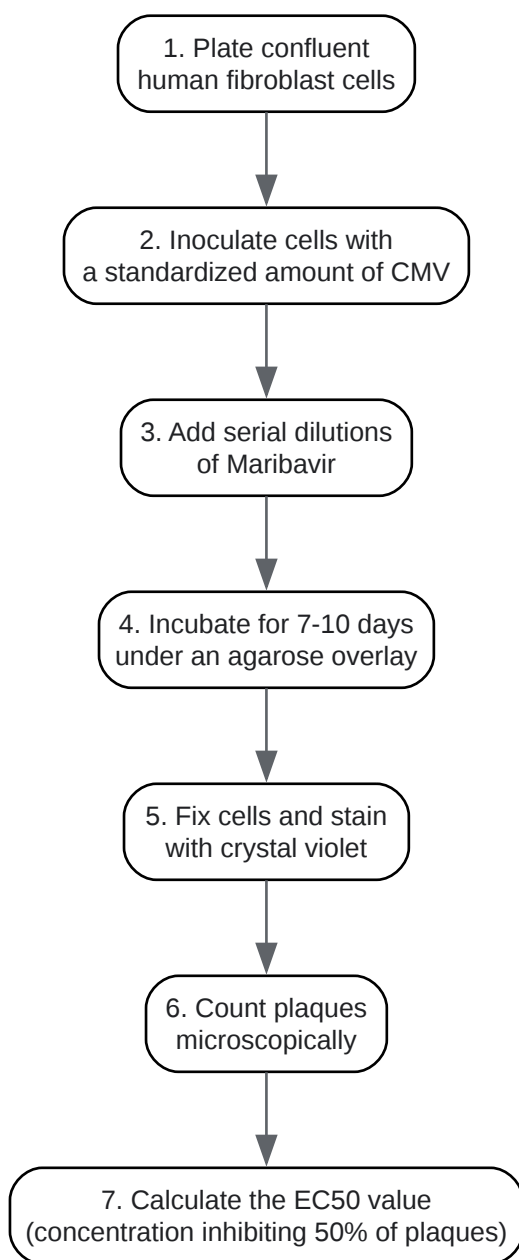 1. Plate confluent
human fibroblast cells
2. Inoculate cells with
a standardized amount of CMV
3. Add serial dilutions
of Maribavir
4. Incubate for 7-10 days
under an agarose overlay
5. Fix cells and stain
with crystal violet
6. Count plaques
microscopically
7. Calculate the EC50 value
(concentration inhibiting 50% of plaques)